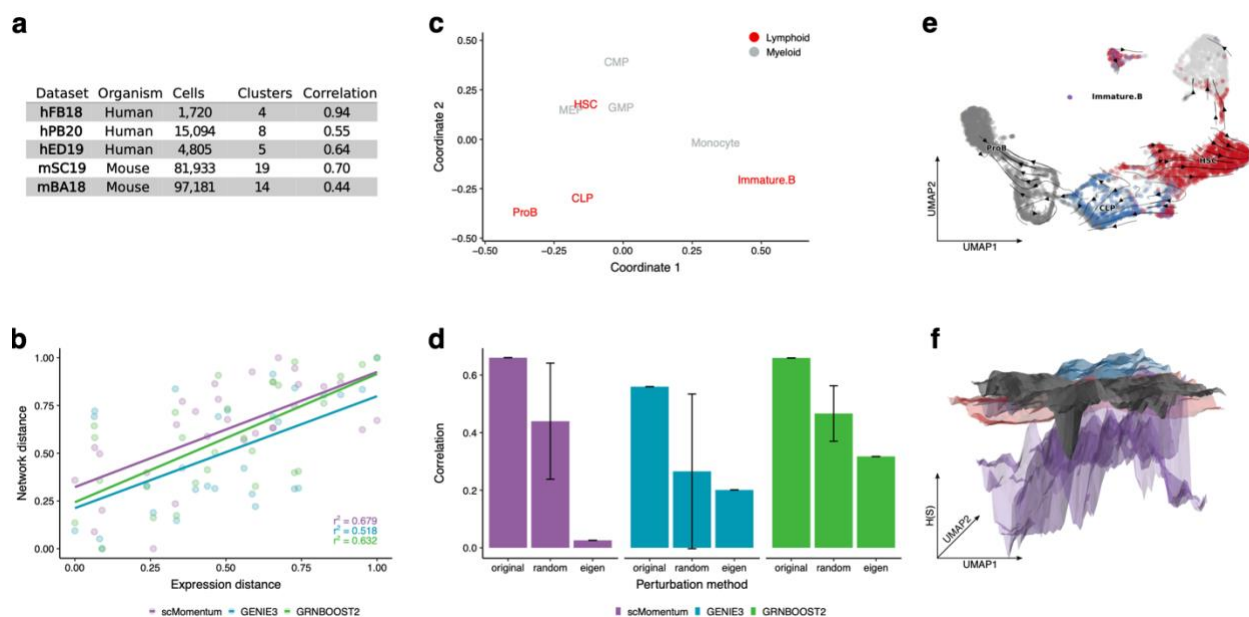 a
Dataset Organism Cells Clusters Correlation
hFB18 Human 1,720 4 0.94
hPB20 Human 15,094 8 0.55
hED19 Human 4,805 5 0.64
mSC19 Mouse 81,933 19 0.70
mBA18 Mouse 97,181 14 0.44
b
Network distance
1.00
0.75
0.50
0.25
0.00
r² = 0.679
r² = 0.518
r² = 0.632
0.00 0.25 0.50 0.75 1.00
Expression distance
scMomentum GENIE3 GRNBOOST2
c
Coordinate 2
0.50
0.25
0.00
−0.25
−0.50
Lymphoid
Myeloid
CMP
HSC
MEP
GMP
Monocyte
Immature.B
CLP
ProB
−0.50 −0.25 0.00 0.25 0.50
Coordinate 1
d
Correlation
0.6
0.4
0.2
0.0
original random eigen original random eigen original random eigen
Perturbation method
scMomentum GENIE3 GRNBOOST2
e
Immature.B
ProB
HSC
CLP
UMAP2
UMAP1
f
H(S)
UMAP2
UMAP1